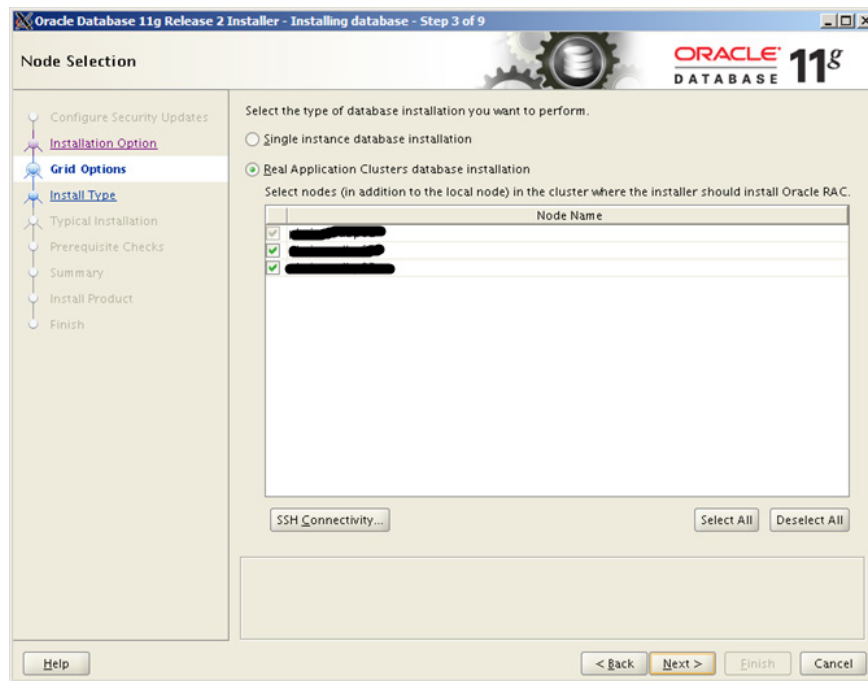 Oracle Database 11g Release 2 Installer - Installing database - Step 3 of 9
Node Selection
ORACLE
DATABASE 11g
Configure Security Updates
Installation Option
Grid Options
Install Type
Typical Installation
Prerequisite Checks
Summary
Install Product
Finish
Select the type of database installation you want to perform.
Single instance database installation
Real Application Clusters database installation
Select nodes (in addition to the local node) in the cluster where the installer should install Oracle RAC.
Node Name
SSH Connectivity...
Select All
Deselect All
Help
< Back
Next >
Finish
Cancel